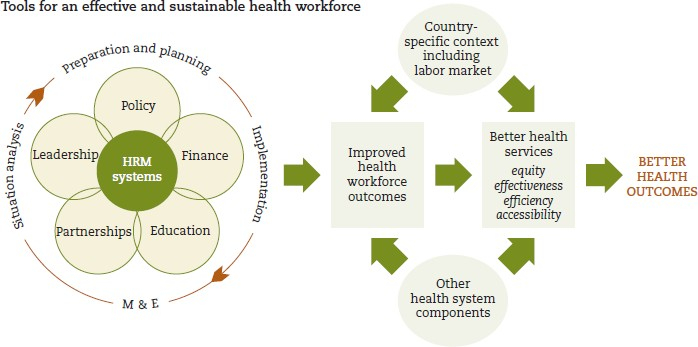 Tools for an effective and sustainable health workforce
Preparation and planning
Situation analysis
Implementation
M & E
Policy
Leadership
HRM
systems
Finance
Partnerships
Education
Country-
specific context
including
labor market
Improved
health
workforce
outcomes
Better health
services
equity
effectiveness
efficiency
accessibility
BETTER
HEALTH
OUTCOMES
Other
health system
components